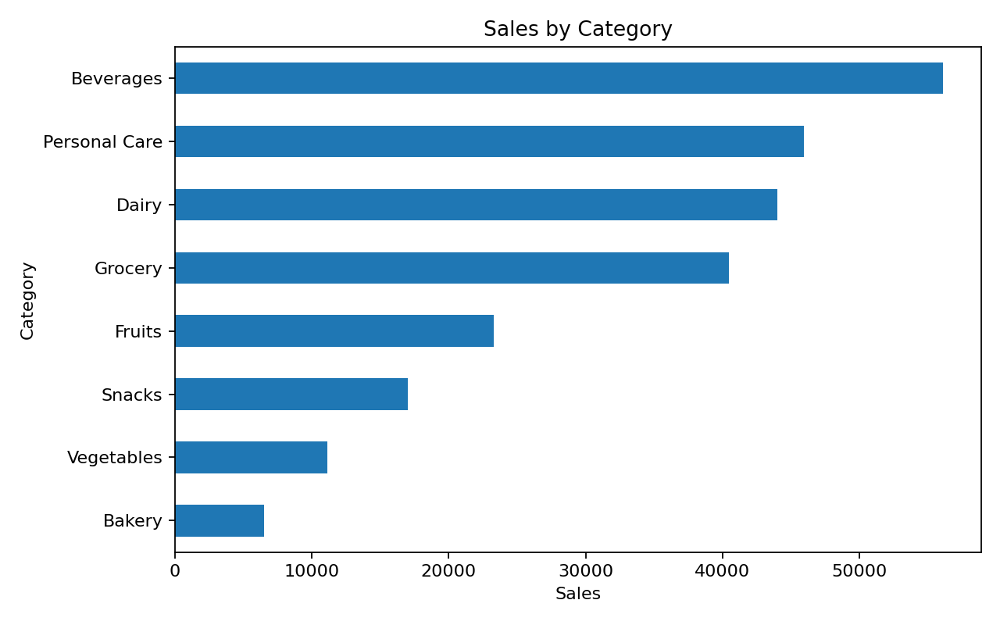 Sales by Category
Beverages
Personal Care
Dairy
Grocery
Fruits
Snacks
Vegetables
Bakery
Category
0 10000 20000 30000 40000 50000
Sales